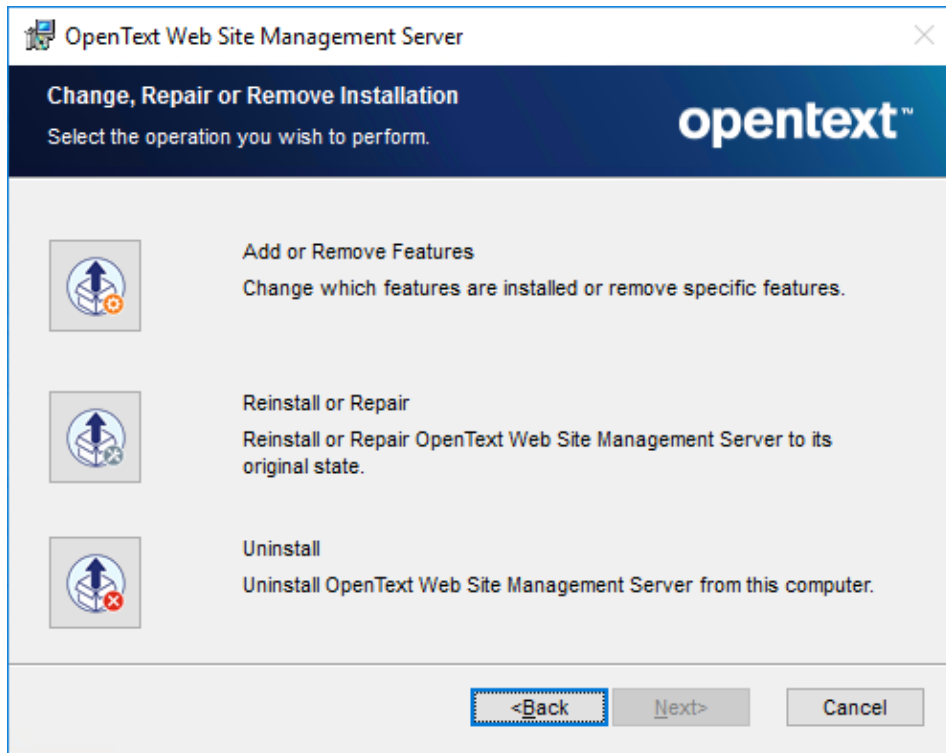 OpenText Web Site Management Server
Change, Repair or Remove Installation
Select the operation you wish to perform.
opentext™
Add or Remove Features
Change which features are installed or remove specific features.
Reinstall or Repair
Reinstall or Repair OpenText Web Site Management Server to its
original state.
Uninstall
Uninstall OpenText Web Site Management Server from this computer.
<Back
Next>
Cancel